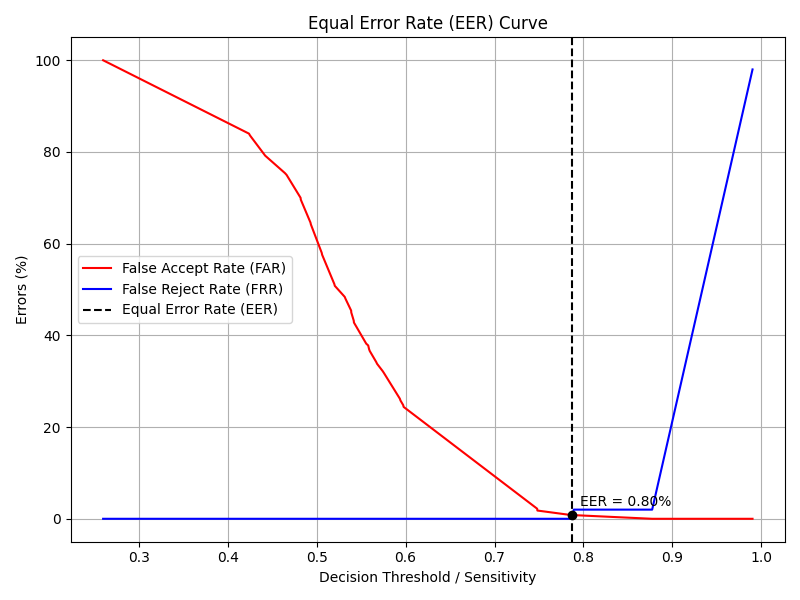 Equal Error Rate (EER) Curve
Errors (%)
100
80
60
40
20
0
False Accept Rate (FAR)
False Reject Rate (FRR)
Equal Error Rate (EER)
EER = 0.80%
0.3 0.4 0.5 0.6 0.7 0.8 0.9 1.0
Decision Threshold / Sensitivity